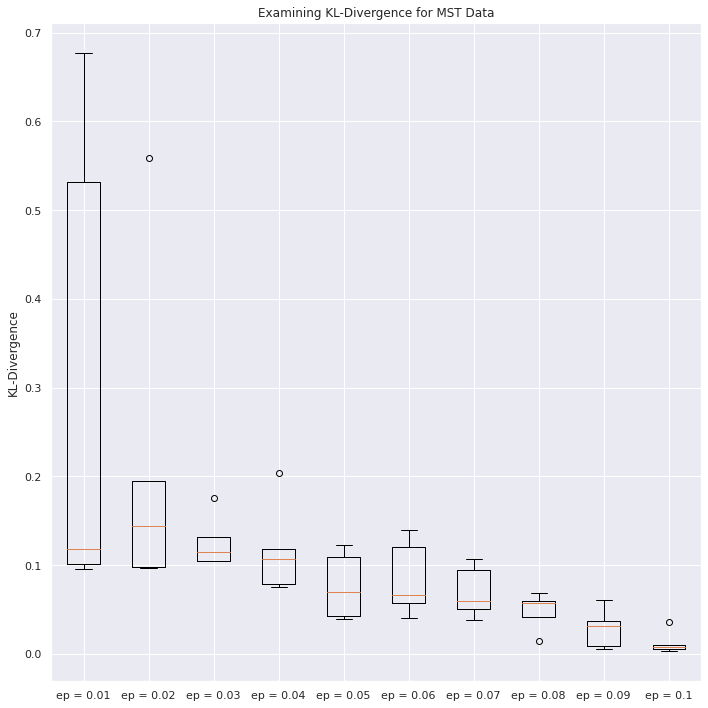 Examining KL-Divergence for MST Data
KL-Divergence
0.7
0.6
0.5
0.4
0.3
0.2
0.1
0.0
ep = 0.01 ep = 0.02 ep = 0.03 ep = 0.04 ep = 0.05 ep = 0.06 ep = 0.07 ep = 0.08 ep = 0.09 ep = 0.1